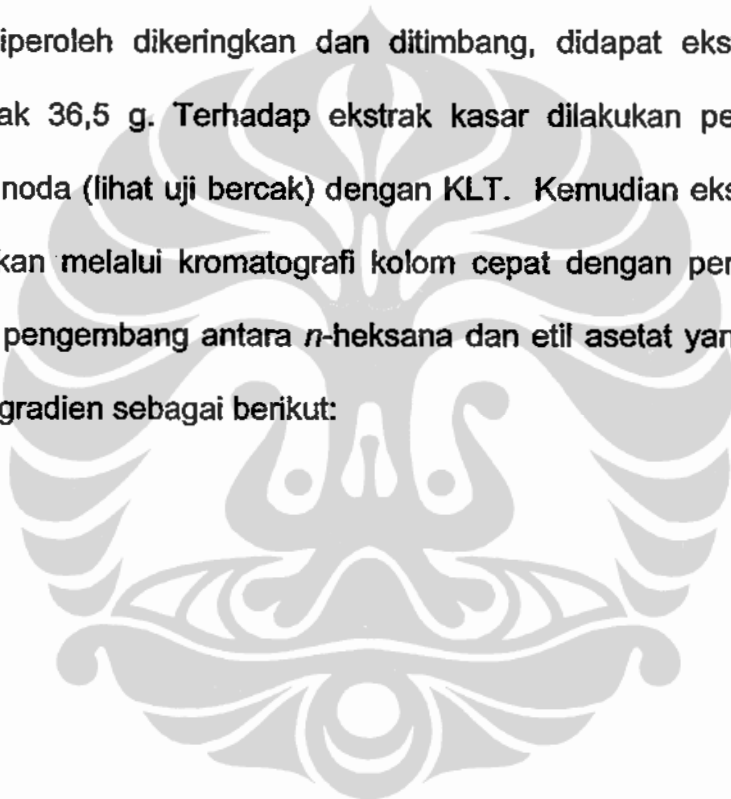 iperoleh dikeringkan dan ditimbang, didapat eks
ak 36,5 g. Terhadap ekstrak kasar dilakukan pe
noda (lihat uji bercak) dengan KLT. Kemudian eks
kan melalui kromatografi kolom cepat dengan per
pengembang antara n-heksana dan etil asetat yan
gradien sebagai berikut: